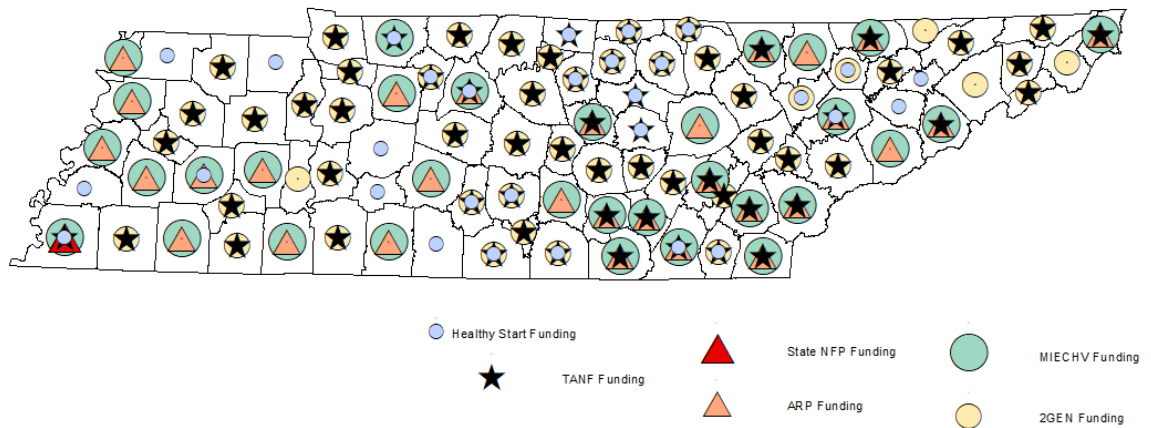 Healthy Start Funding
State NFP Funding
MIECHV Funding
TANF Funding
ARP Funding
2GEN Funding